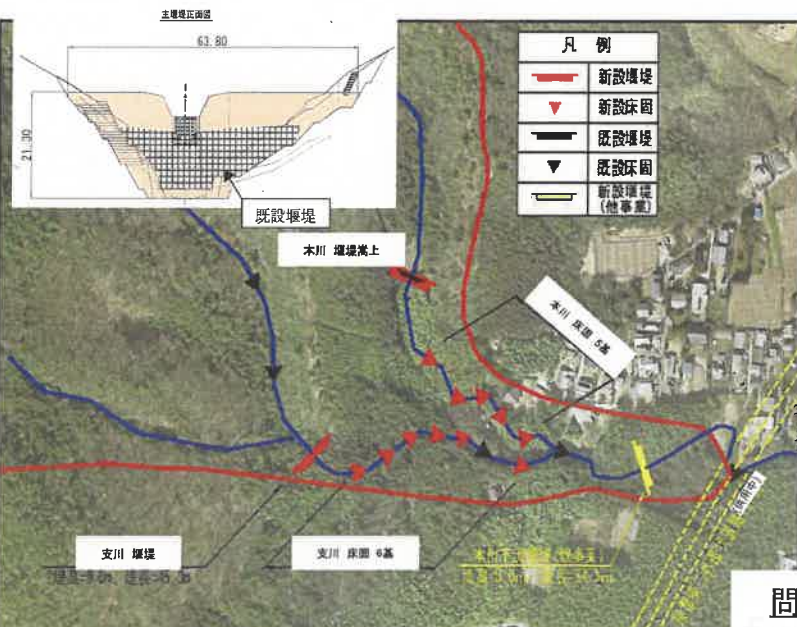 主堰堤正面図
63.80
21.30
既設堰堤
凡 例
新設堰堤
新設床固
既設堰堤
既設床固
新設堰堤
(他事業)
本川 堰堤嵩上
本川 床固 5基
支川 堰堤
支川 床固 6基
(供用中)
問